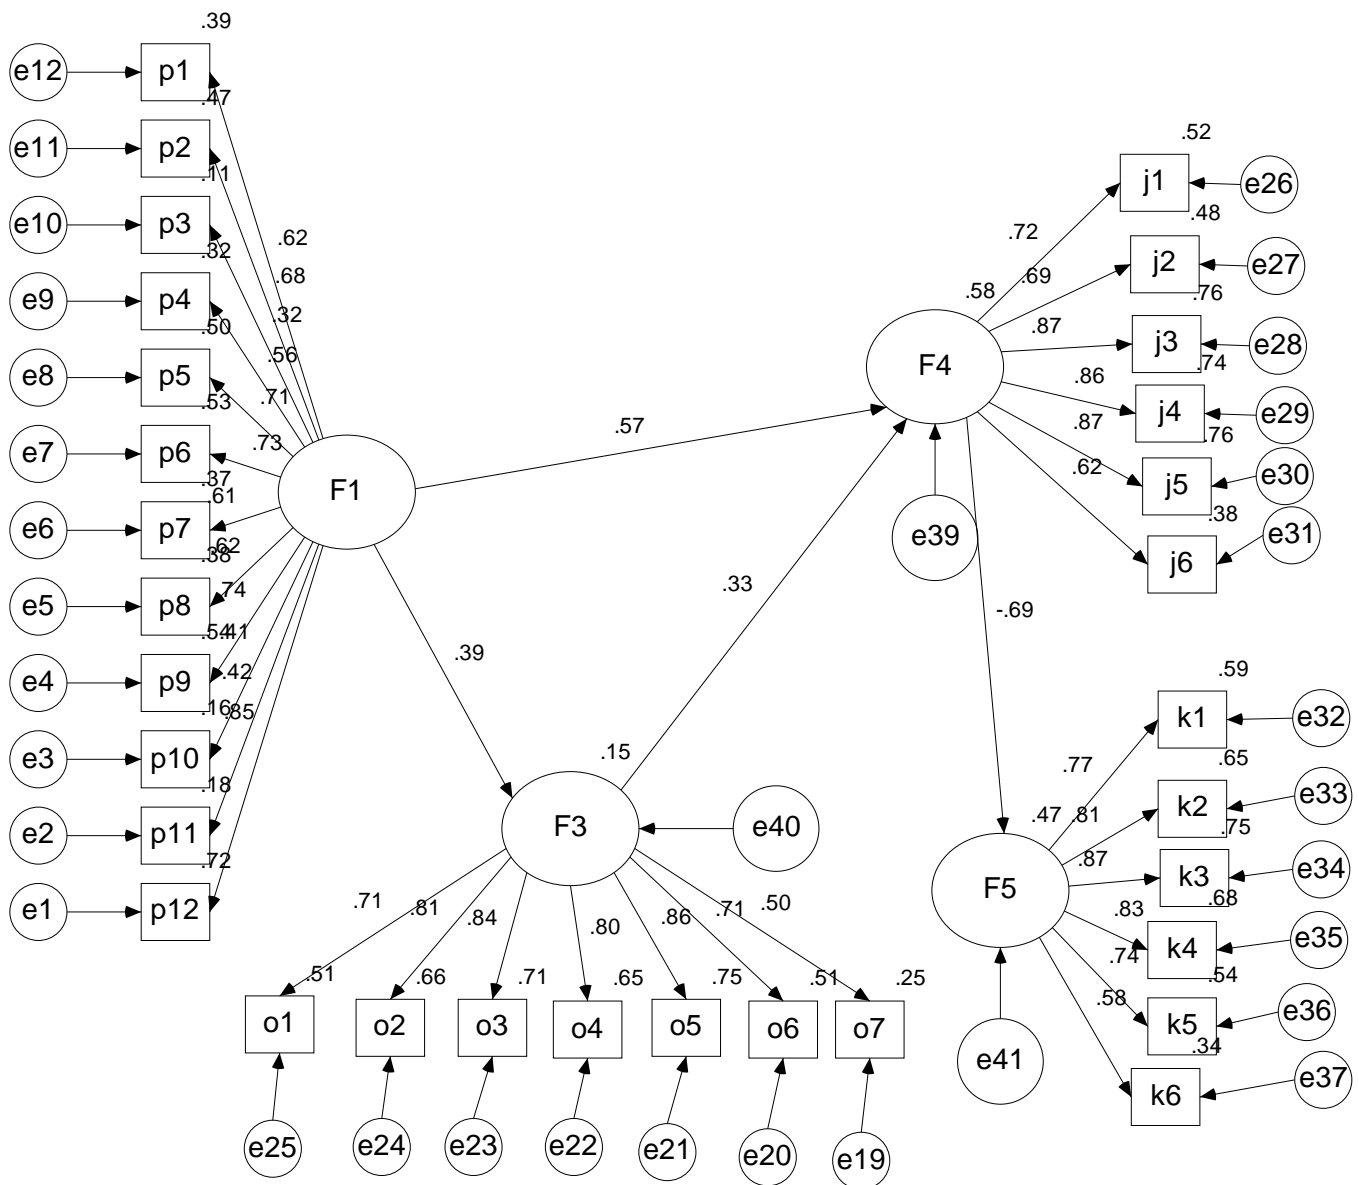 .39
e12 p1
.47
e11 p2
.11
e10 p3
.32
e9 p4
.50
e8 p5
.53
e7 p6
.37
e6 p7
.38
e5 p8
.54
e4 p9
.16
e3 p10
.18
e2 p11
.72
e1 p12
.62
.68
.32
.56
.71
.73
.61
.62
.74
.41
.42
.85
F1
.57
.39
.33
-.69
.58
F4
e39
.72
.69
.87
.86
.87
.62
.52
j1 e26
.48
j2 e27
.76
j3 e28
.74
j4 e29
.76
j5 e30
.38
j6 e31
.15
F3 e40
.71 .81 .84 .80 .86 .71 .50
.51 .66 .71 .65 .75 .51 .25
o1 o2 o3 o4 o5 o6 o7
e25 e24 e23 e22 e21 e20 e19
.47
F5
e41
.77
.81
.87
.83
.74
.58
.59
k1 e32
.65
k2 e33
.75
k3 e34
.68
k4 e35
.54
k5 e36
.34
k6 e37